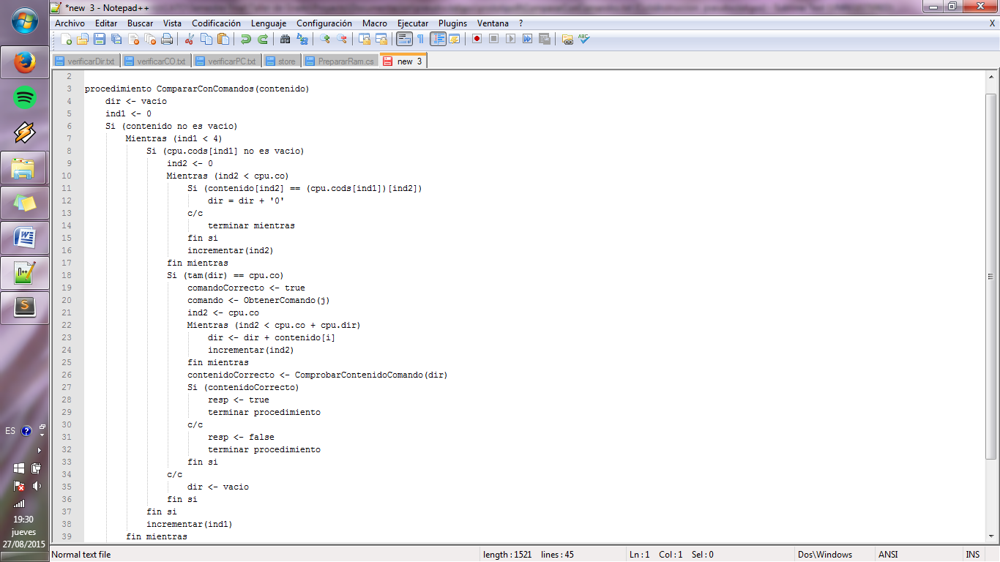 *new 3 - Notepad++
Archivo Editar Buscar Vista Codificación Lenguaje Configuración Macro Ejecutar Plugins Ventana ? X
verificarDir.txt verificarCO.txt verificarPC.txt store PrepararRam.cs new 3
2
3 procedimiento CompararConComandos(contenido)
4 dir <- vacio
5 ind1 <- 0
6 Si (contenido no es vacio)
7 Mientras (ind1 < 4)
8 Si (cpu.cods[ind1] no es vacio)
9 ind2 <- 0
10 Mientras (ind2 < cpu.co)
11 Si (contenido[ind2] == (cpu.cods[ind1])[ind2])
12 dir = dir + '0'
13 c/c
14 terminar mientras
15 fin si
16 incrementar(ind2)
17 fin mientras
18 Si (tam(dir) == cpu.co)
19 comandoCorrecto <- true
20 comando <- ObtenerComando(j)
21 ind2 <- cpu.co
22 Mientras (ind2 < cpu.co + cpu.dir)
23 dir <- dir + contenido[i]
24 incrementar(ind2)
25 fin mientras
26 contenidoCorrecto <- ComprobarContenidoComando(dir)
27 Si (contenidoCorrecto)
28 resp <- true
29 terminar procedimiento
30 c/c
31 resp <- false
32 terminar procedimiento
33 fin si
34 c/c
35 dir <- vacio
36 fin si
37 fin si
38 incrementar(ind1)
39 fin mientras
ES
19:30
jueves
27/08/2015
Normal text file length : 1521 lines : 45 Ln : 1 Col : 1 Sel : 0 Dos\Windows ANSI INS